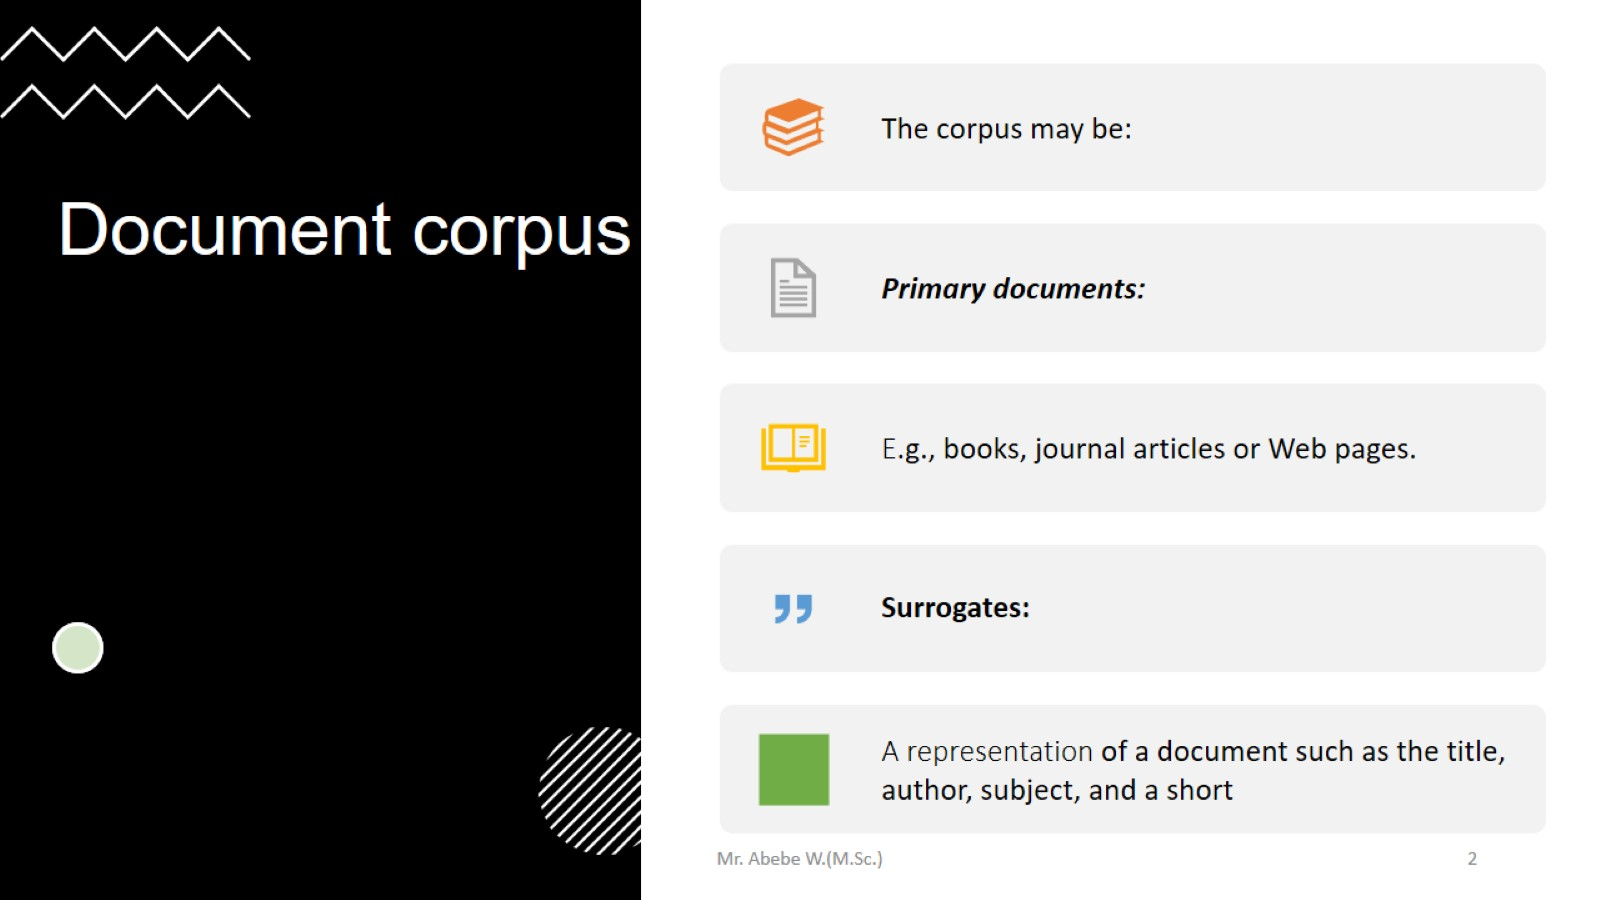 Document corpus
The corpus may be:
Primary documents:
E.g., books, journal articles or Web pages.
Surrogates:
A representation of a document such as the title,
author, subject, and a short
Mr. Abebe W.(M.Sc.)
2